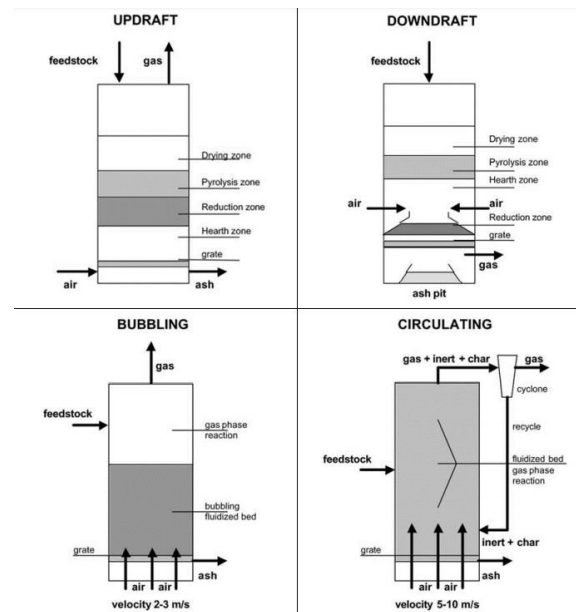 UPDRAFT
feedstock
gas
Drying zone
Pyrolysis zone
Reduction zone
Hearth zone
grate
air
ash
DOWNDRAFT
feedstock
Drying zone
Pyrolysis zone
Hearth zone
air
air
Reduction zone
grate
gas
ash pit
BUBBLING
gas
feedstock
gas phase
reaction
bubbling
fluidized bed
grate
ash
air
air
velocity 2-3 m/s
CIRCULATING
gas + inert + char
gas
cyclone
recycle
feedstock
fluidized bed
gas phase
reaction
inert + char
grate
ash
air
air
velocity 5-10 m/s